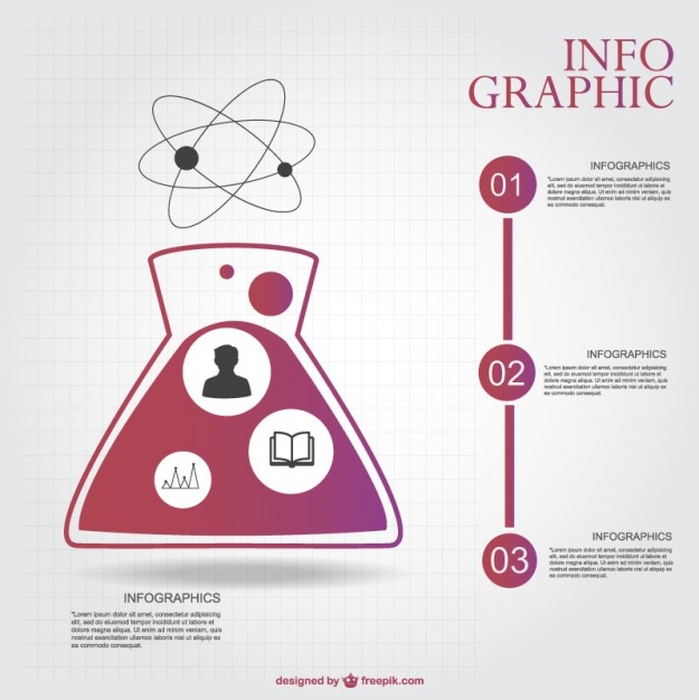 INFO
GRAPHIC
01
INFOGRAPHICS
"Lorem ipsum dolor sit amet, consectetur adipiscing
elit, sed do eiusmod tempor incididunt ut labore et
dolore magna aliqua. Ut enim ad minim veniam, quis
nostrud exercitation ullamco laboris nisi ut aliquip ex
ea commodo consequat.
02
INFOGRAPHICS
"Lorem ipsum dolor sit amet, consectetur adipiscing
elit, sed do eiusmod tempor incididunt ut labore et
dolore magna aliqua. Ut enim ad minim veniam, quis
nostrud exercitation ullamco laboris nisi ut aliquip ex
ea commodo consequat.
03
INFOGRAPHICS
"Lorem ipsum dolor sit amet, consectetur adipiscing
elit, sed do eiusmod tempor incididunt ut labore et
dolore magna aliqua. Ut enim ad minim veniam, quis
nostrud exercitation ullamco laboris nisi ut aliquip ex
ea commodo consequat.
INFOGRAPHICS
"Lorem ipsum dolor sit amet, consectetur adipiscing
elit, sed do eiusmod tempor incididunt ut labore et
dolore magna aliqua. Ut enim ad minim veniam, quis
nostrud exercitation ullamco laboris nisi ut aliquip ex
ea commodo consequat.
designed by freepik.com